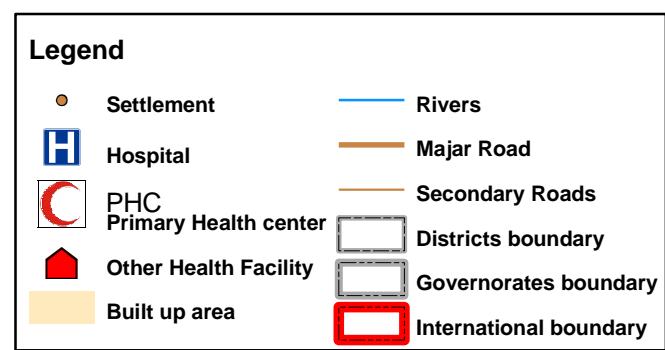 Legend
Settlement
Hospital
PHC
Primary Health center
Other Health Facility
Built up area
Rivers
Majar Road
Secondary Roads
Districts boundary
Governorates boundary
International boundary